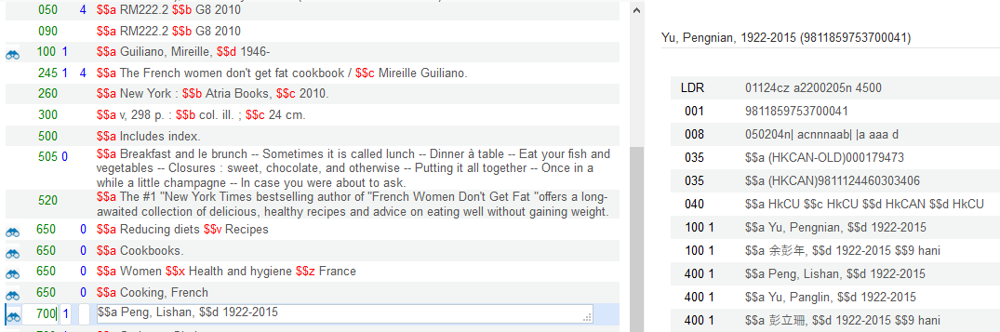 050 4 $$a RM222.2 $$b G8 2010
090 $$a RM222.2 $$b G8 2010
100 1 $$a Guiliano, Mireille, $$d 1946-
245 1 4 $$a The French women don't get fat cookbook / $$c Mireille Guiliano.
260 $$a New York : $$b Atria Books, $$c 2010.
300 $$a v, 298 p. : $$b col. ill. ; $$c 24 cm.
500 $$a Includes index.
505 0 $$a Breakfast and le brunch -- Sometimes it is called lunch -- Dinner à table -- Eat your fish and
vegetables -- Closures : sweet, chocolate, and otherwise -- Putting it all together -- Once in a
while a little champagne -- In case you were about to ask.
520 $$a The #1 "New York Times bestselling author of "French Women Don't Get Fat "offers a long-
awaited collection of delicious, healthy recipes and advice on eating well without gaining weight.
650 0 $$a Reducing diets $$v Recipes
650 0 $$a Cookbooks.
650 0 $$a Women $$x Health and hygiene $$z France
650 0 $$a Cooking, French
700 1 $$a Peng, Lishan, $$d 1922-2015
Yu, Pengnian, 1922-2015 (9811859753700041)
LDR 01124cz a2200205n 4500
001 9811859753700041
008 050204n| acnnnaab| |a aaa d
035 $$a (HKCAN-OLD)000179473
035 $$a (HKCAN)9811124460303406
040 $$a HkCU $$c HkCU $$d HkCAN $$d HkCU
100 1 $$a Yu, Pengnian, $$d 1922-2015
100 1 $$a 余彭年, $$d 1922-2015 $$9 hani
400 1 $$a Peng, Lishan, $$d 1922-2015
400 1 $$a Yu, Panglin, $$d 1922-2015
400 1 $$a 彭立珊, $$d 1922-2015 $$9 hani